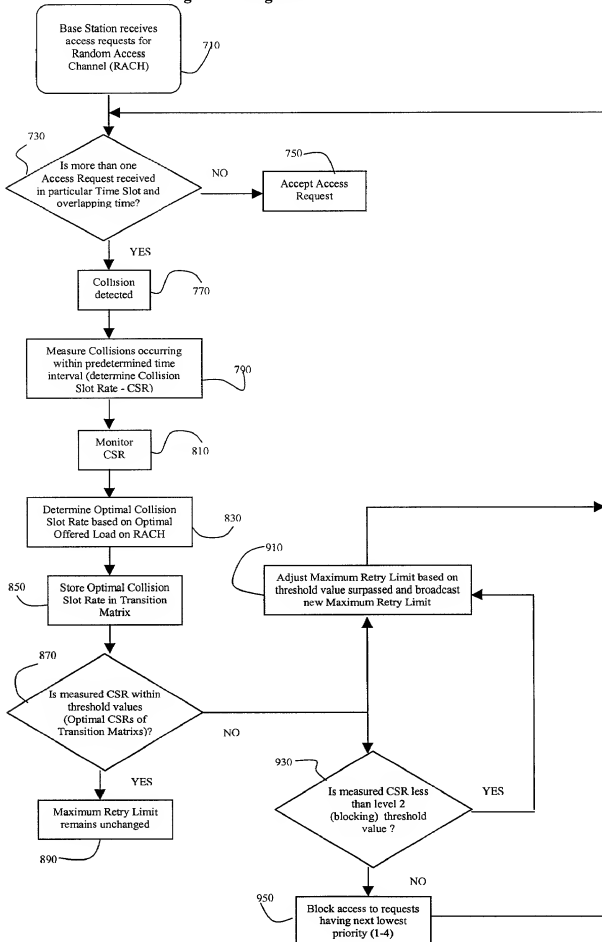 Base Station receives
access requests for
Random Access
Channel (RACH)
710
730
Is more than one
Access Request received
in particular Time Slot and
overlapping time?
NO
750
Accept Access
Request
YES
Collision
detected
770
Measure Collisions occurring
within predetermined time
interval (determine Collision
Slot Rate - CSR)
790
Monitor
CSR
810
Determine Optimal Collision
Slot Rate based on Optimal
Offered Load on RACH
830
910
Adjust Maximum Retry Limit based on
threshold value surpassed and broadcast
new Maximum Retry Limit
850
Store Optimal Collision
Slot Rate in Transition
Matrix
870
Is measured CSR within
threshold values
(Optimal CSRs of
Transition Matrixs)?
NO
YES
Maximum Retry Limit
remains unchanged
890
930
Is measured CSR less
than level 2
(blocking) threshold
value ?
YES
NO
950
Block access to requests
having next lowest
priority (1-4)